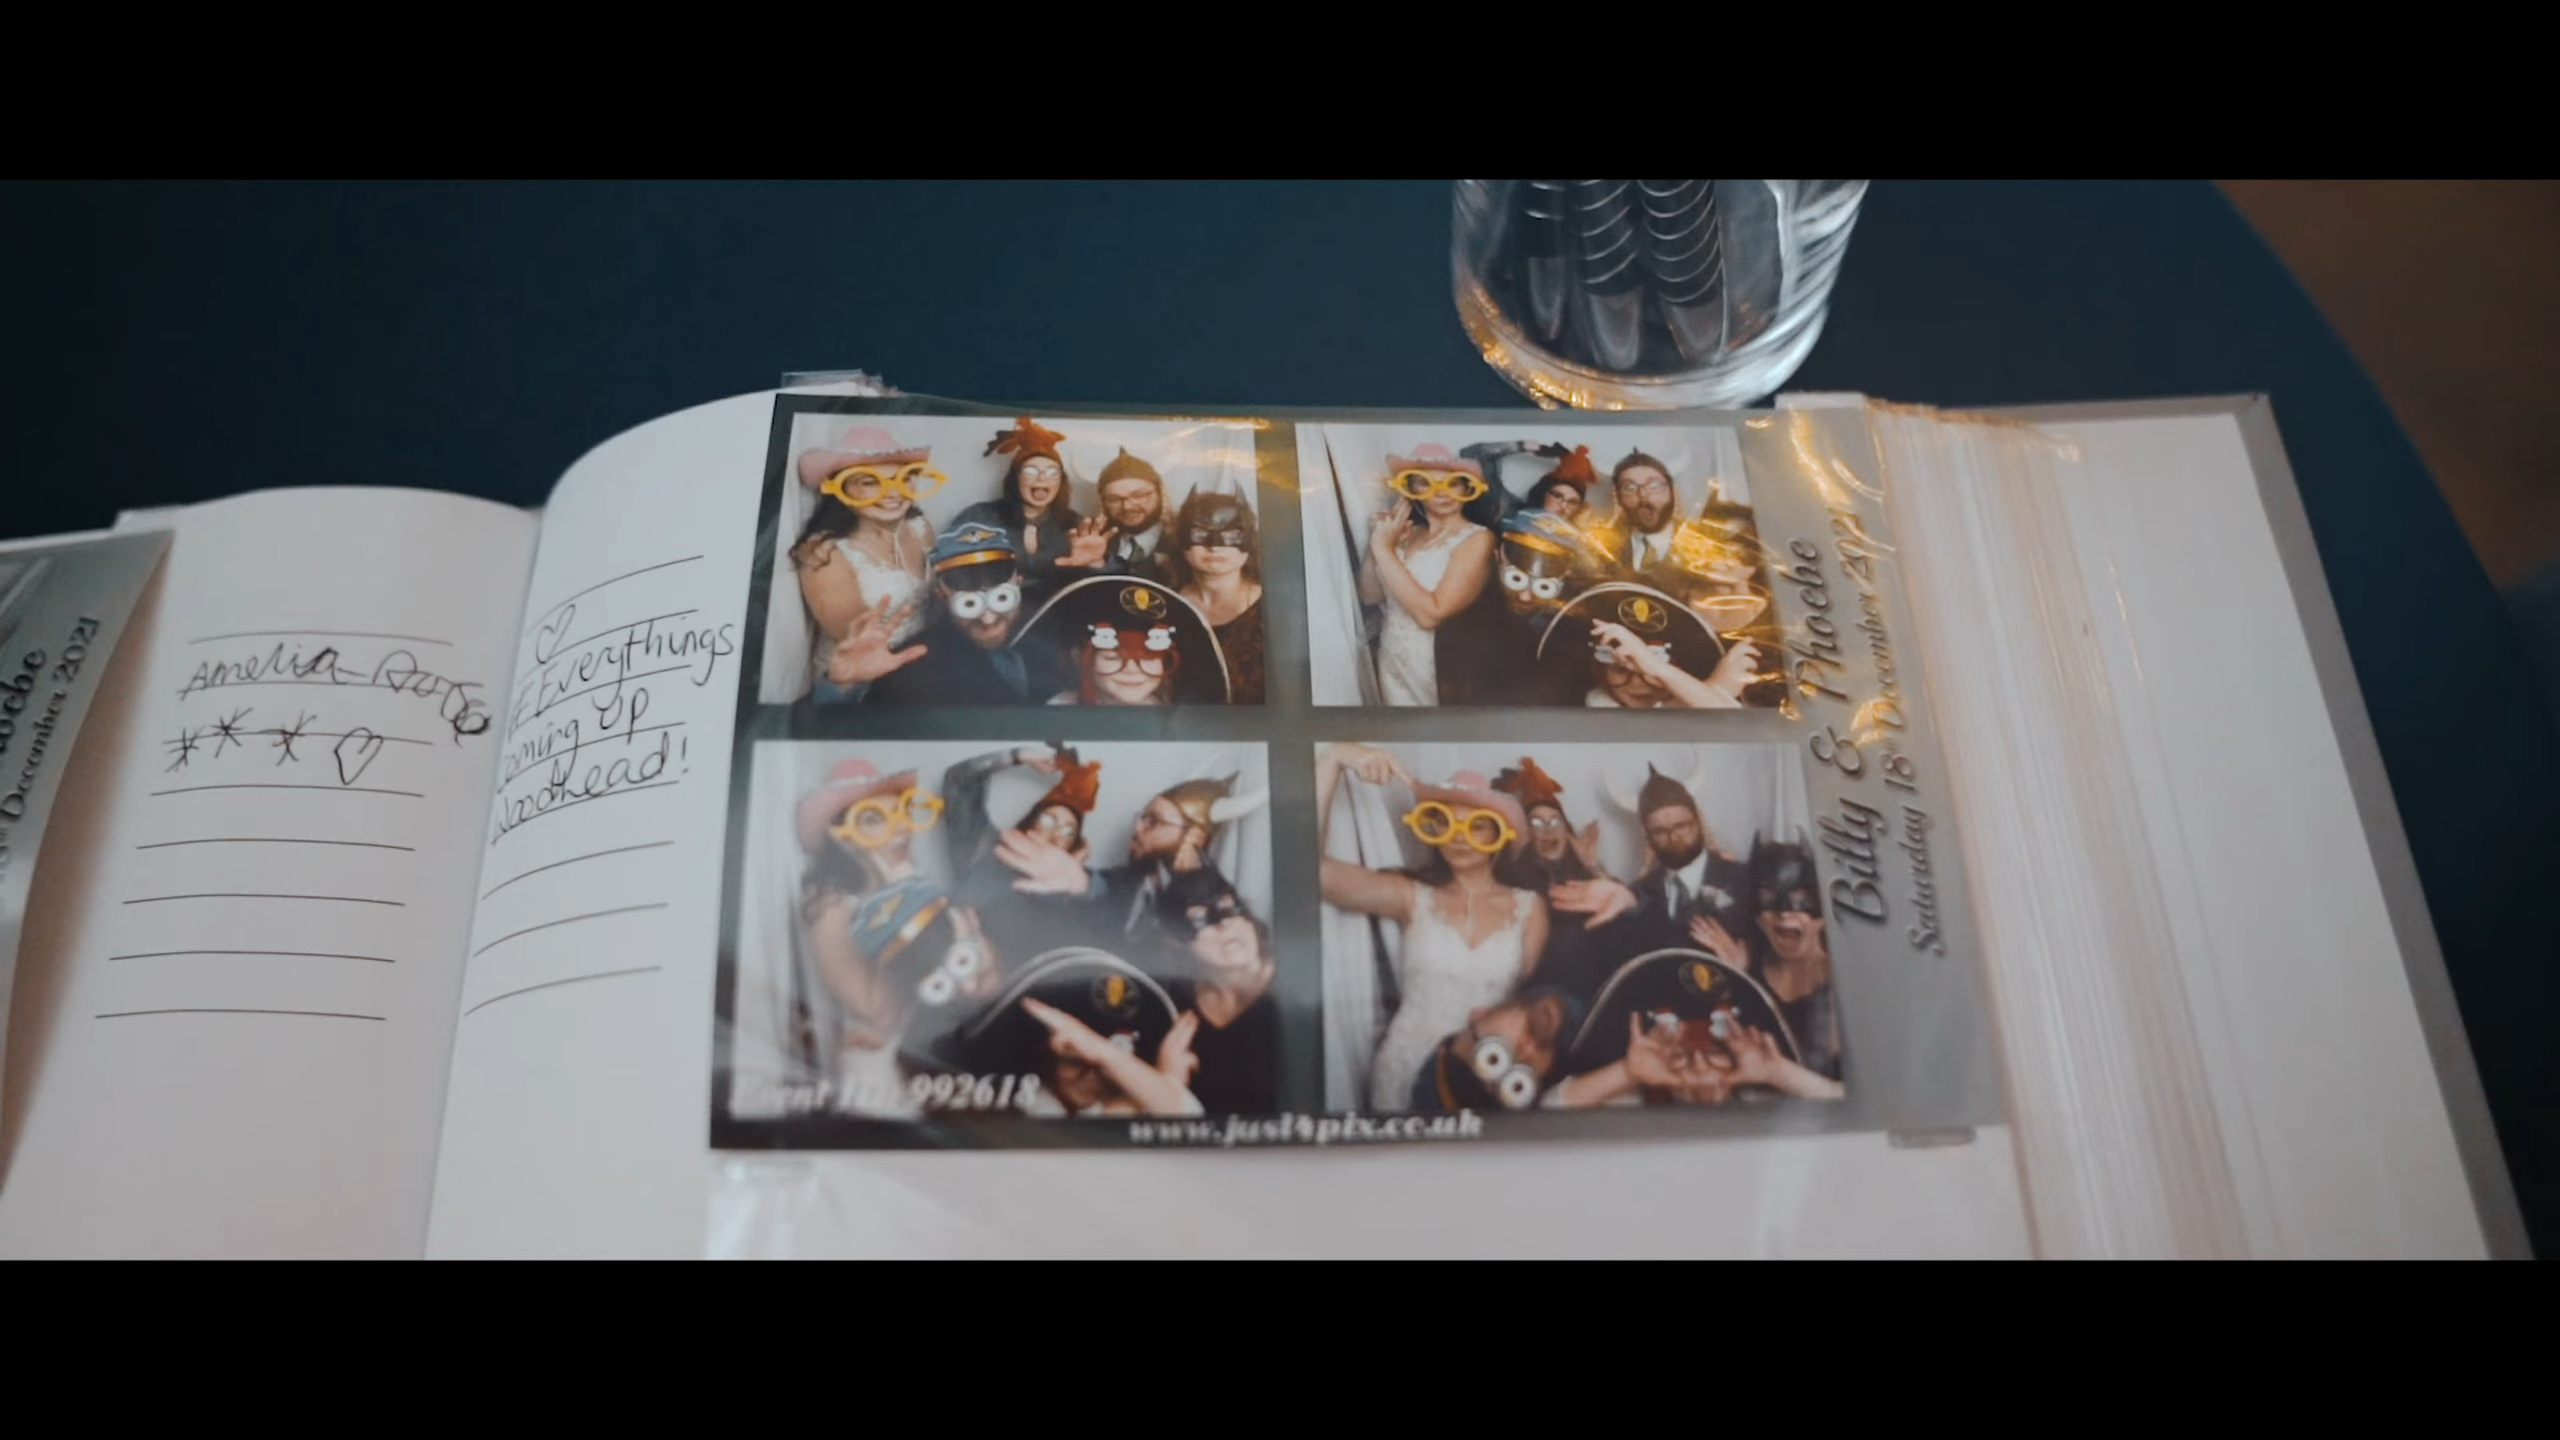 December 2021
Amelia Rose
Everythings
coming up
Woodhead!
Billy & Phoebe
Saturday 18th December 2021
Event ID: 992618
www.just4pix.co.uk